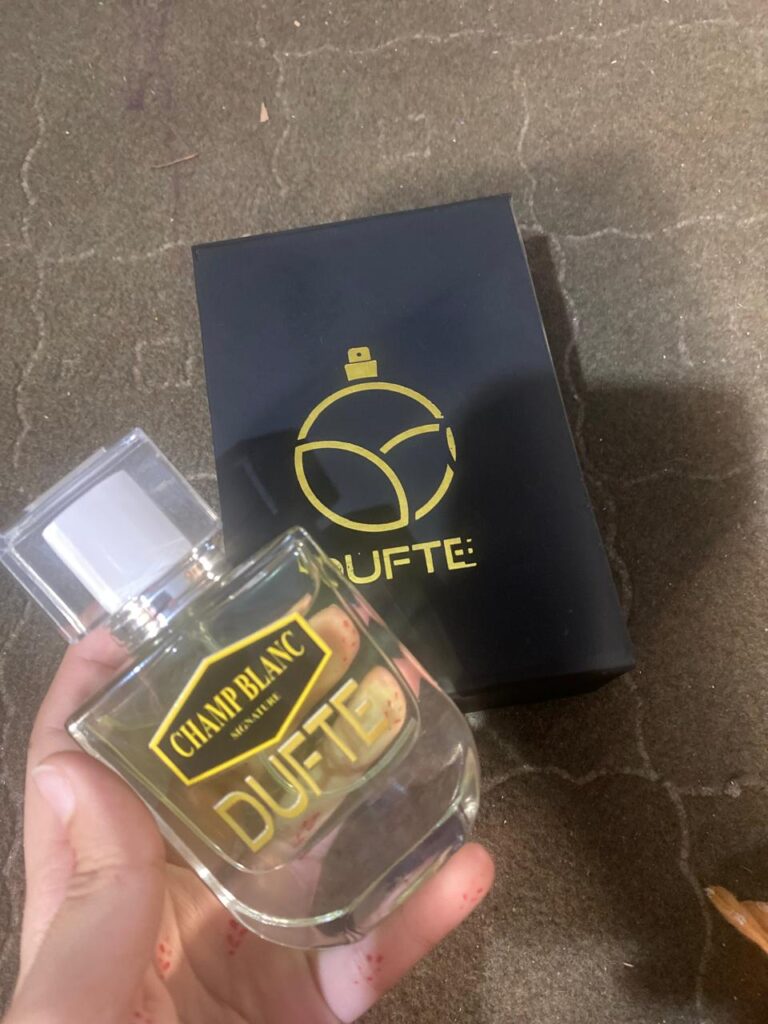 DUFTE
CHAMP BLANC
SIGNATURE
DUFTE